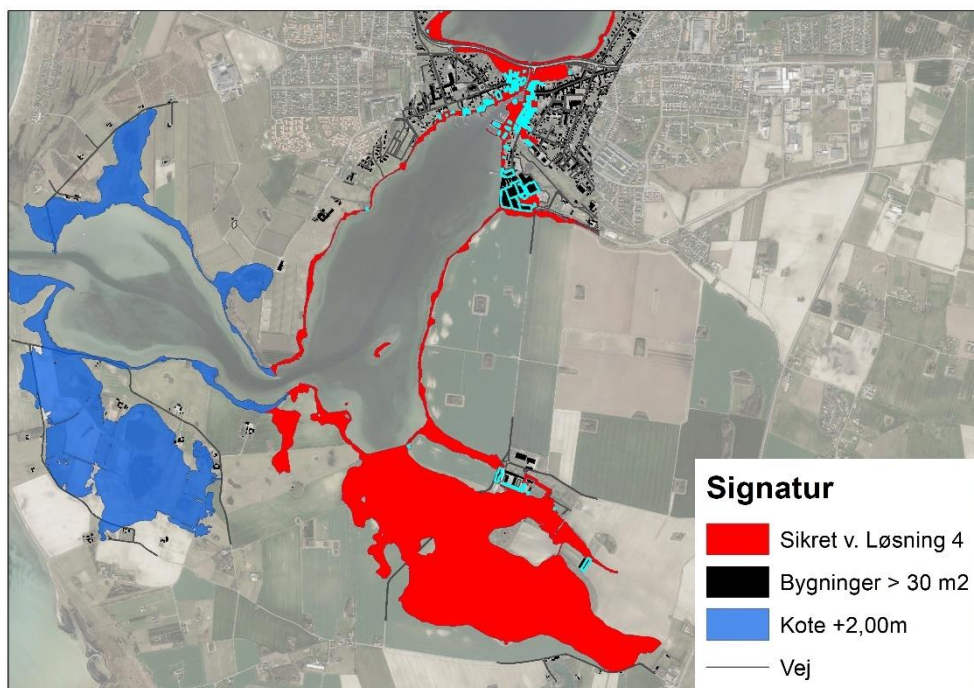 Signatur
Sikret v. Løsning 4
Bygninger > 30 m2
Kote +2,00m
Vej